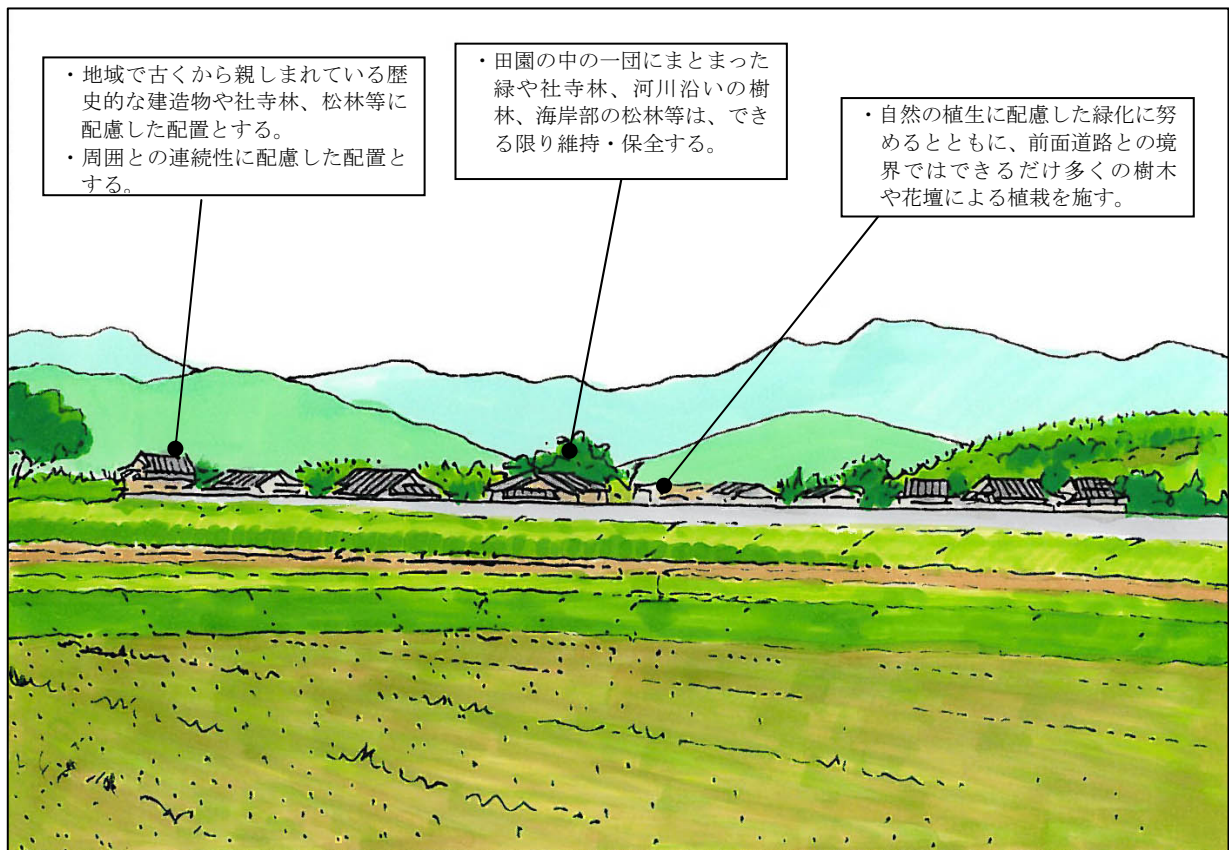 ・地域で古くから親しまれている歴
史的な建造物や社寺林、松林等に
配慮した配置とする。
・周囲との連続性に配慮した配置と
する。
・田園の中の一団にまとまった
緑や社寺林、河川沿いの樹
林、海岸部の松林等は、でき
る限り維持・保全する。
・自然の植生に配慮した緑化に努
めるとともに、前面道路との境
界ではできるだけ多くの樹木
や花壇による植栽を施す。